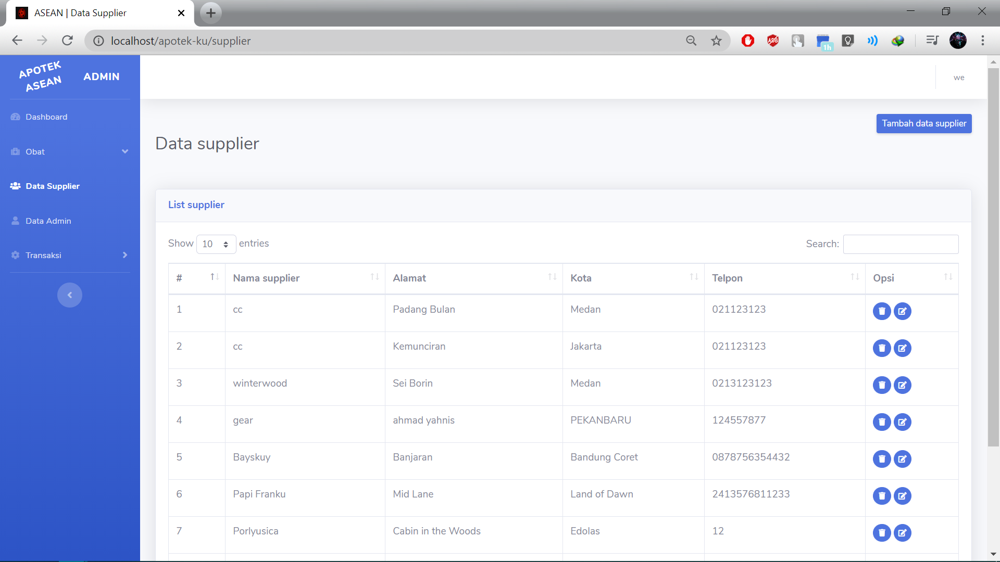 ASEAN | Data Supplier
localhost/apotek-ku/supplier
ABP
1h
APOTEK
ASEAN
ADMIN
we
Dashboard
Obat
Data Supplier
Data Admin
Transaksi
Tambah data supplier
Data supplier
List supplier
Show 10 entries
Search:
# Nama supplier Alamat Kota Telpon Opsi
1 cc Padang Bulan Medan 021123123
2 cc Kemunciran Jakarta 021123123
3 winterwood Sei Borin Medan 0213123123
4 gear ahmad yahnis PEKANBARU 124557877
5 Bayskuy Banjaran Bandung Coret 0878756354432
6 Papi Franku Mid Lane Land of Dawn 2413576811233
7 Porlyusica Cabin in the Woods Edolas 12